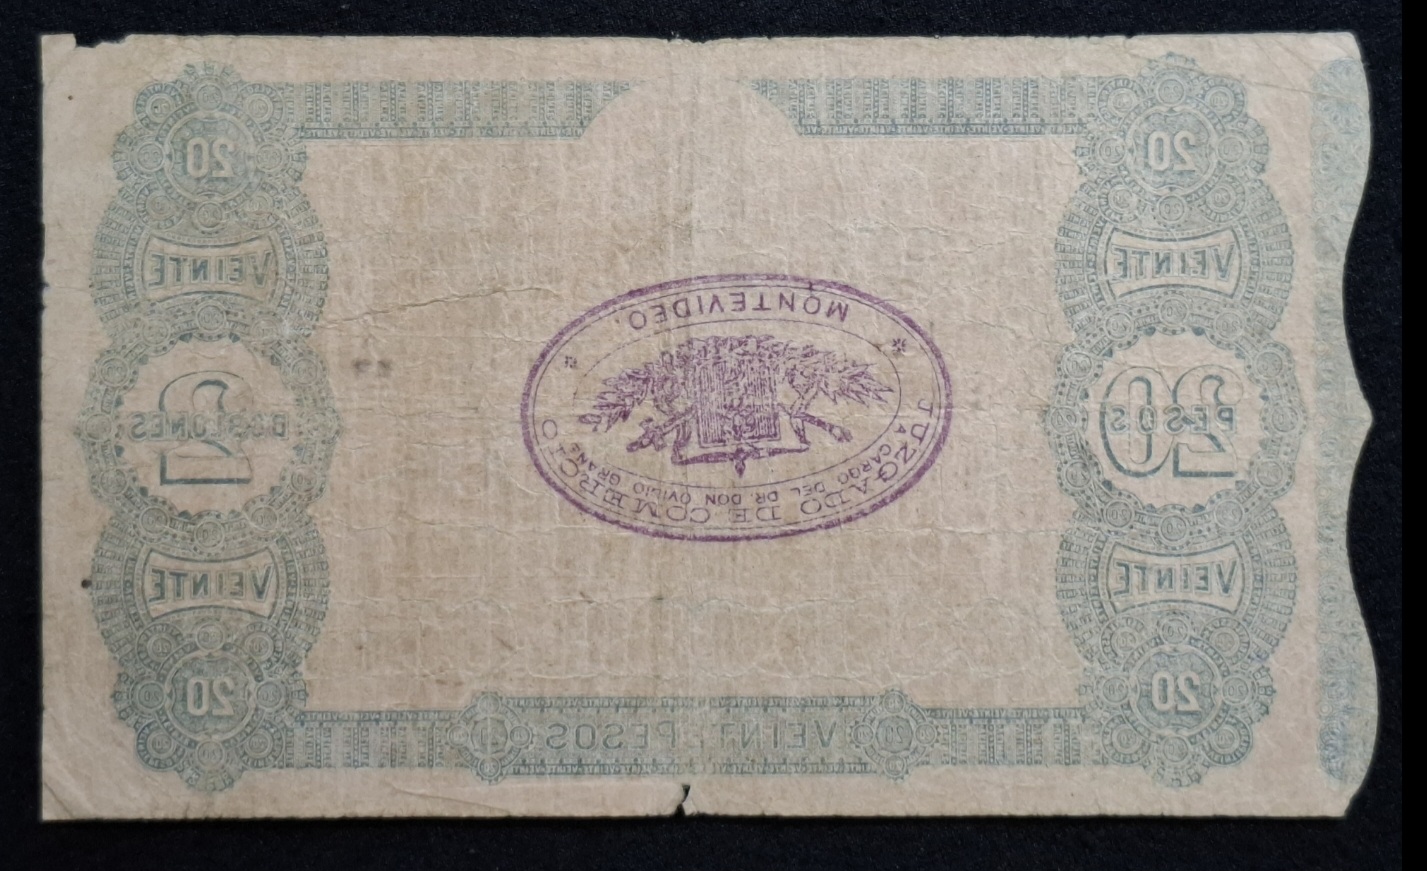 20
20
VEINTE
VEINTE
MONTEVIDEO.
2
DOBLONES
20
PESOS
JUZGADO DE COMERCIO
A CARGO DEL DR. DON OVIDIO GRANÉ
VEINTE
VEINTE
20
20
VEINTE PESOS